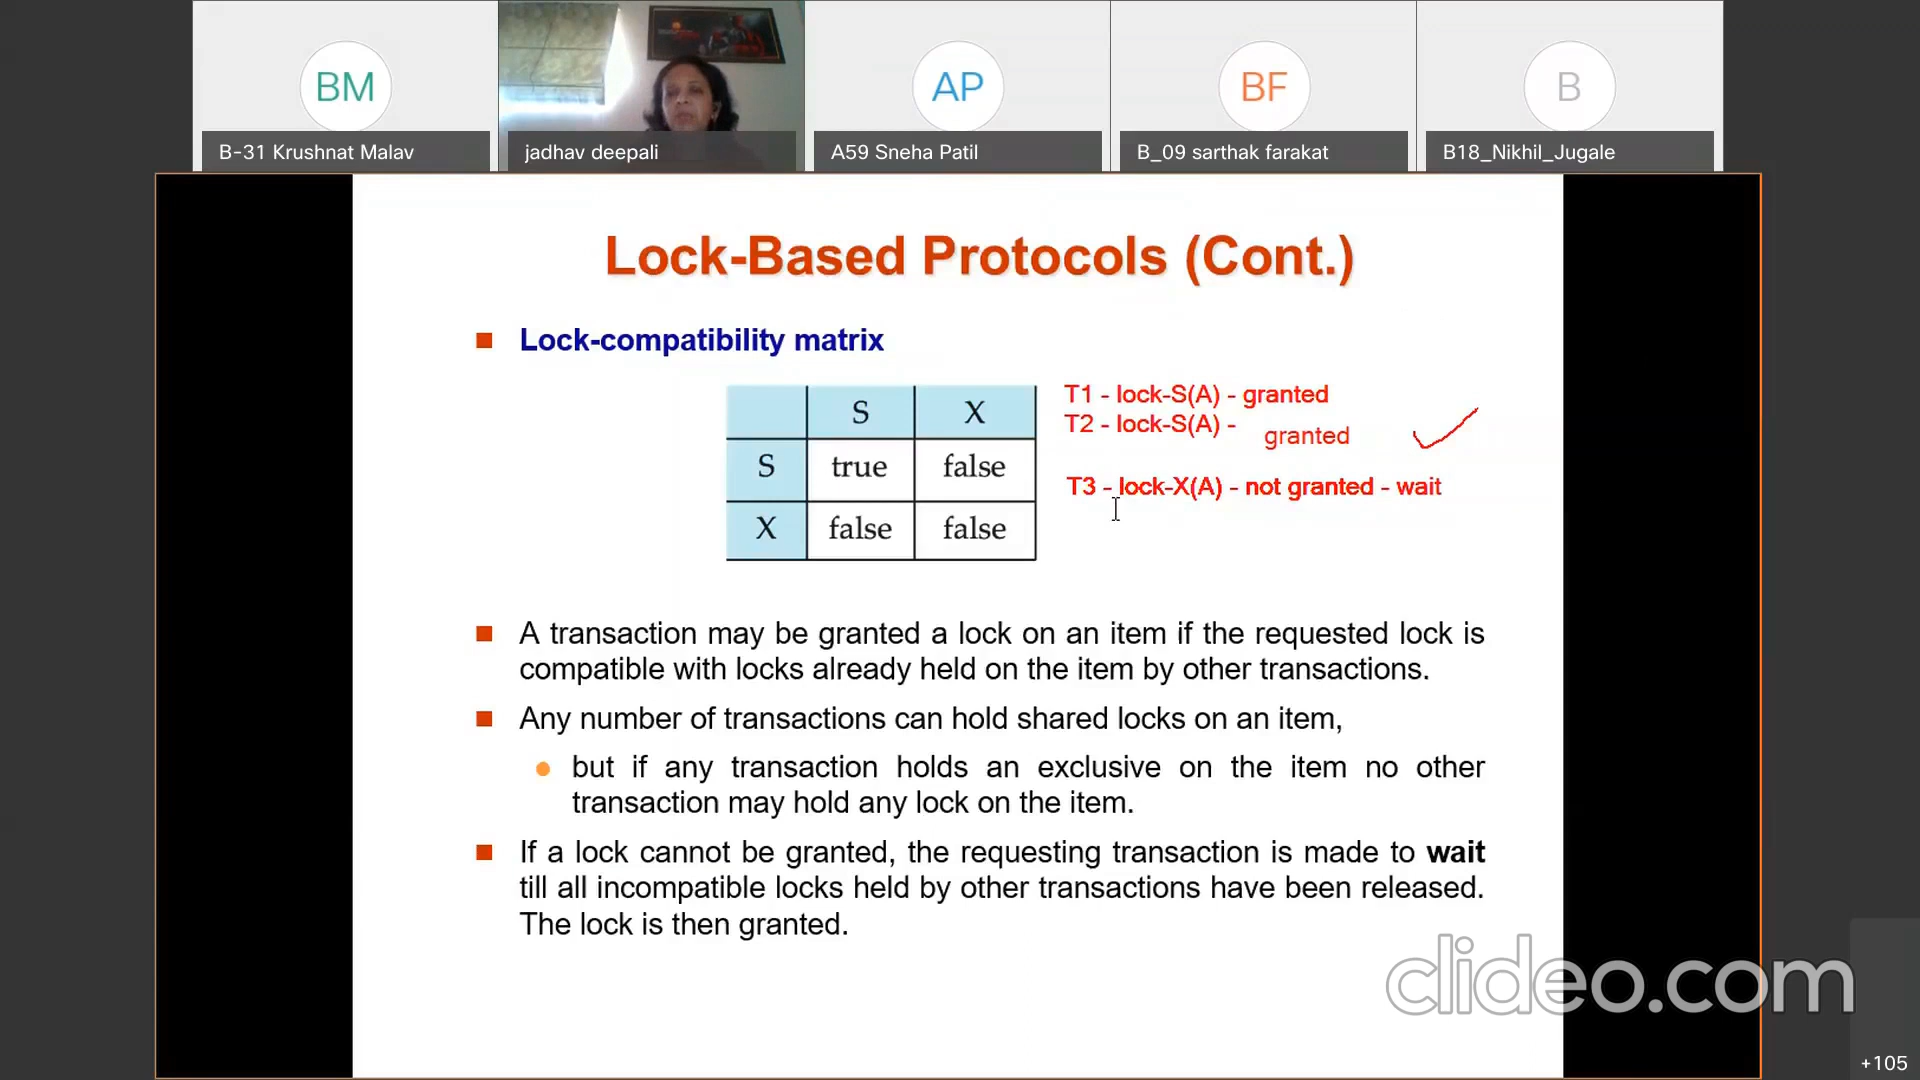 BM
AP
BF
B
B-31 Krushnat Malav
jadhav deepali
A59 Sneha Patil
B_09 sarthak farakat
B18_Nikhil_Jugale
Lock-Based Protocols (Cont.)
Lock-compatibility matrix
S X
S true false
X false false
T1 - lock-S(A) - granted
T2 - lock-S(A) - granted
T3 - lock-X(A) - not granted - wait
A transaction may be granted a lock on an item if the requested lock is
compatible with locks already held on the item by other transactions.
Any number of transactions can hold shared locks on an item,
but if any transaction holds an exclusive on the item no other
transaction may hold any lock on the item.
If a lock cannot be granted, the requesting transaction is made to wait
till all incompatible locks held by other transactions have been released.
The lock is then granted.
clideo.com
+105